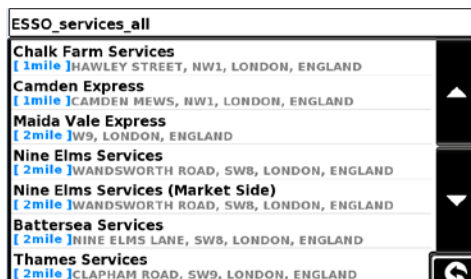 ESSO_services_all
Chalk Farm Services
[ 1mile ]HAWLEY STREET, NW1, LONDON, ENGLAND
Camden Express
[ 1mile ]CAMDEN MEWS, NW1, LONDON, ENGLAND
Maida Vale Express
[ 2mile ]W9, LONDON, ENGLAND
Nine Elms Services
[ 2mile ]WANDSWORTH ROAD, SW8, LONDON, ENGLAND
Nine Elms Services (Market Side)
[ 2mile ]WANDSWORTH ROAD, SW8, LONDON, ENGLAND
Battersea Services
[ 2mile ]NINE ELMS LANE, SW8, LONDON, ENGLAND
Thames Services
[ 2mile ]CLAPHAM ROAD, SW9, LONDON, ENGLAND